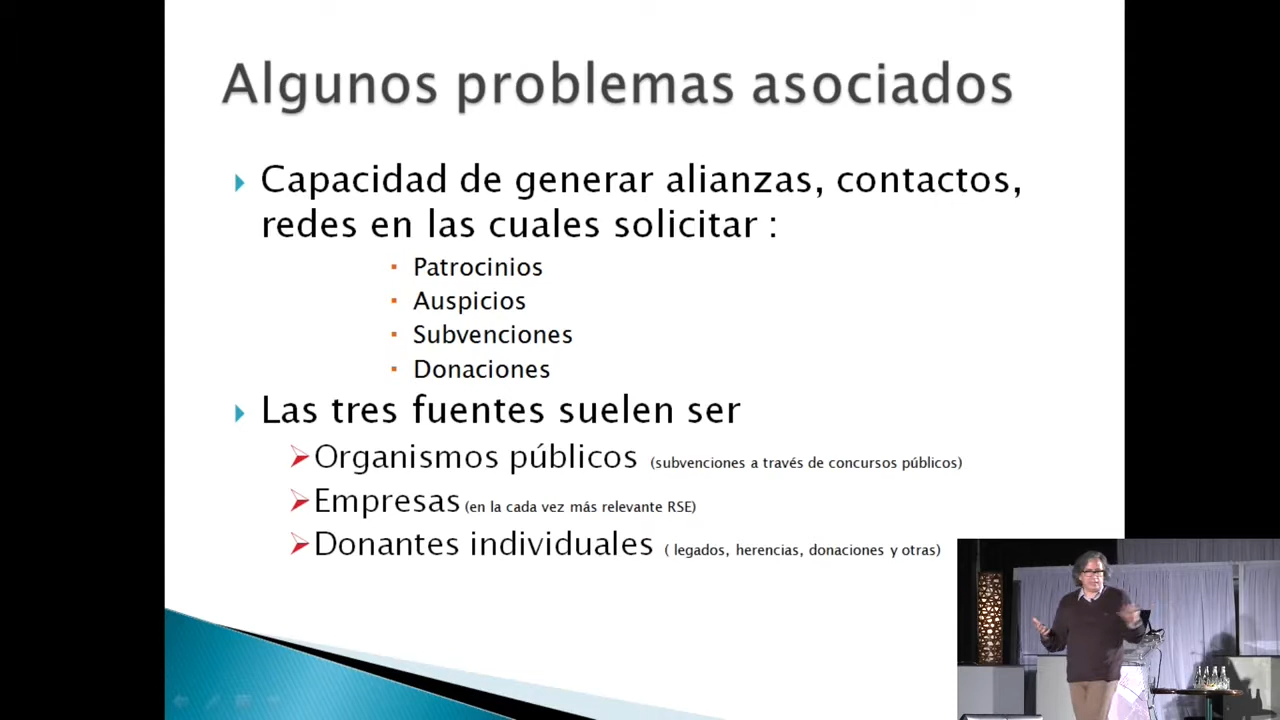 Algunos problemas asociados
Capacidad de generar alianzas, contactos,
redes en las cuales solicitar :
Patrocinios
Auspicios
Subvenciones
Donaciones
Las tres fuentes suelen ser
Organismos públicos (subvenciones a través de concursos públicos)
Empresas (en la cada vez más relevante RSE)
Donantes individuales ( legados, herencias, donaciones y otras)